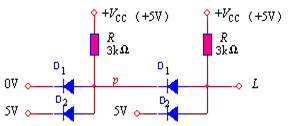 +VCC (+5V) +VCC (+5V)
R 3kΩ R 3kΩ
D1 p D1
0V L
D2 D2
5V 5V